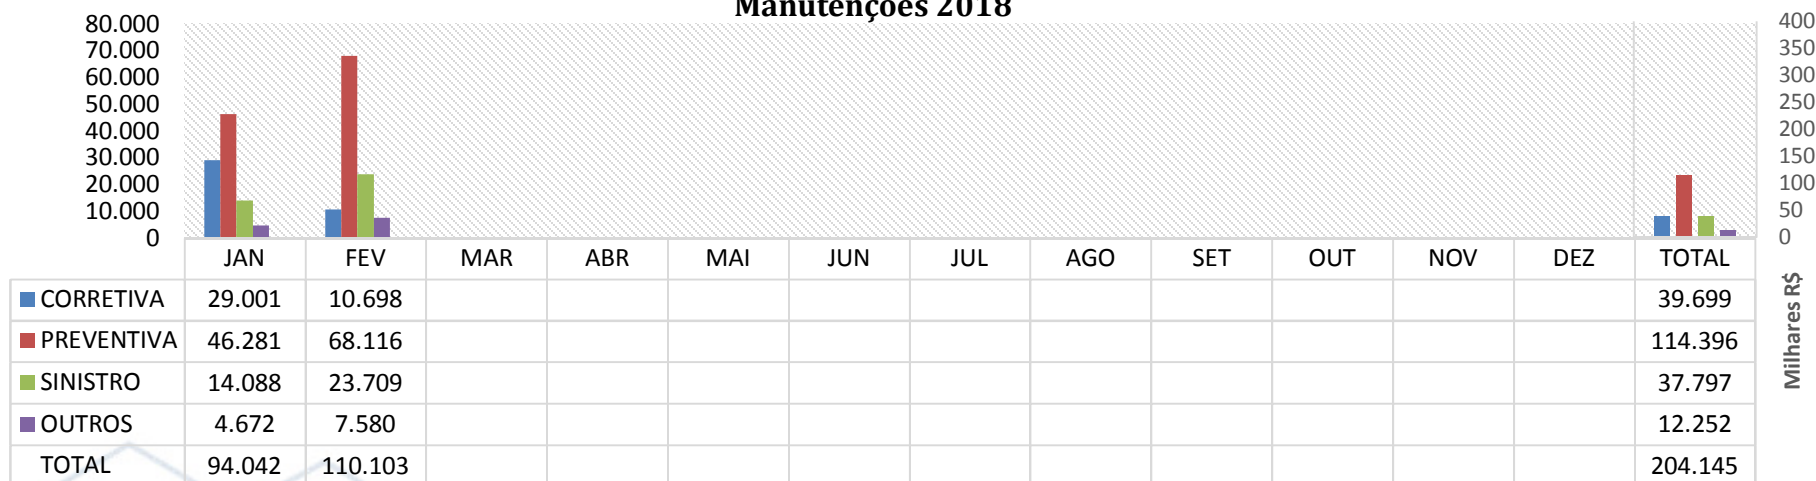 Manutenções 2018
80.000
70.000
60.000
50.000
40.000
30.000
20.000
10.000
0
400
350
300
250
200
150
100
50
0
Milhares R$
JAN FEV MAR ABR MAI JUN JUL AGO SET OUT NOV DEZ TOTAL
CORRETIVA 29.001 10.698 39.699
PREVENTIVA 46.281 68.116 114.396
SINISTRO 14.088 23.709 37.797
OUTROS 4.672 7.580 12.252
TOTAL 94.042 110.103 204.145